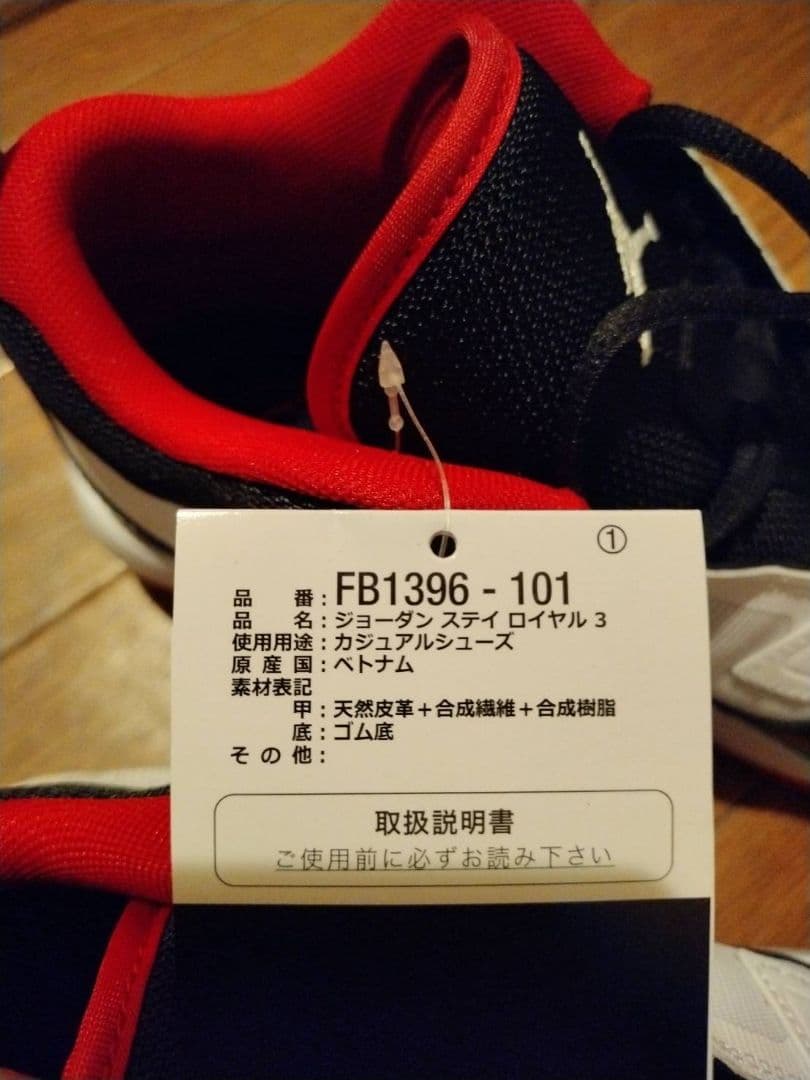 ①
品番：FB1396 - 101
品名：ジョーダン ステイ ロイヤル 3
使用用途：カジュアルシューズ
原産国：ベトナム
素材表記
甲：天然皮革＋合成繊維＋合成樹脂
底：ゴム底
その他：
取扱説明書
ご使用前に必ずお読み下さい